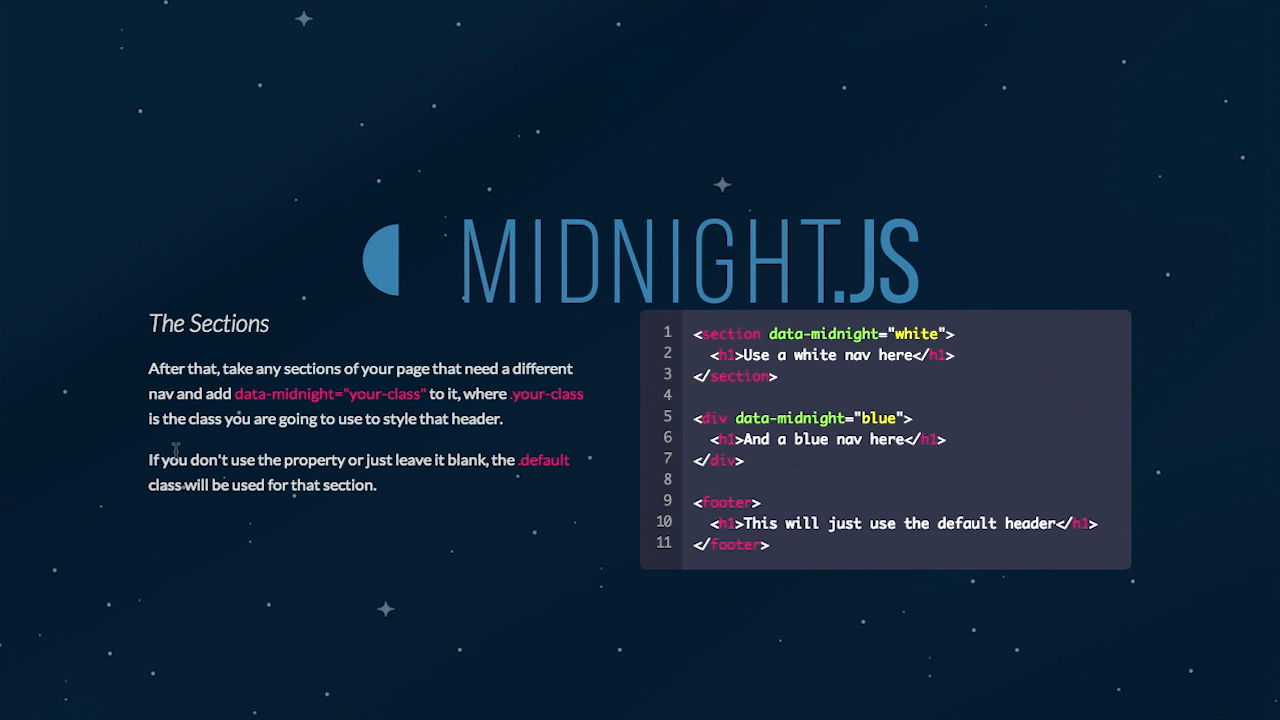 MIDNIGHT.JS
The Sections
After that, take any sections of your page that need a different
nav and add data-midnight="your-class" to it, where .your-class
is the class you are going to use to style that header.
If you don't use the property or just leave it blank, the .default
class will be used for that section.
1 <section data-midnight="white">
2 <h1>Use a white nav here</h1>
3 </section>
4
5 <div data-midnight="blue">
6 <h1>And a blue nav here</h1>
7 </div>
8
9 <footer>
10 <h1>This will just use the default header</h1>
11 </footer>